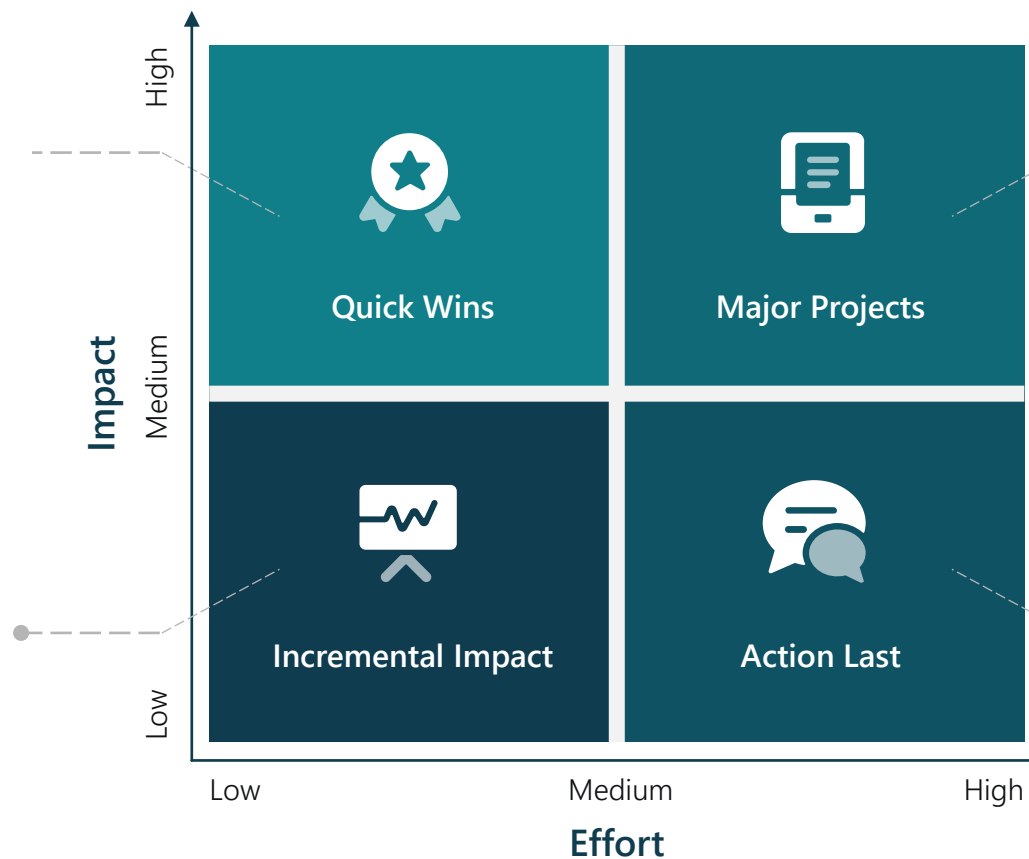 High
Quick Wins
Major Projects
Impact
Medium
Incremental Impact
Action Last
Low
Low
Medium
High
Effort